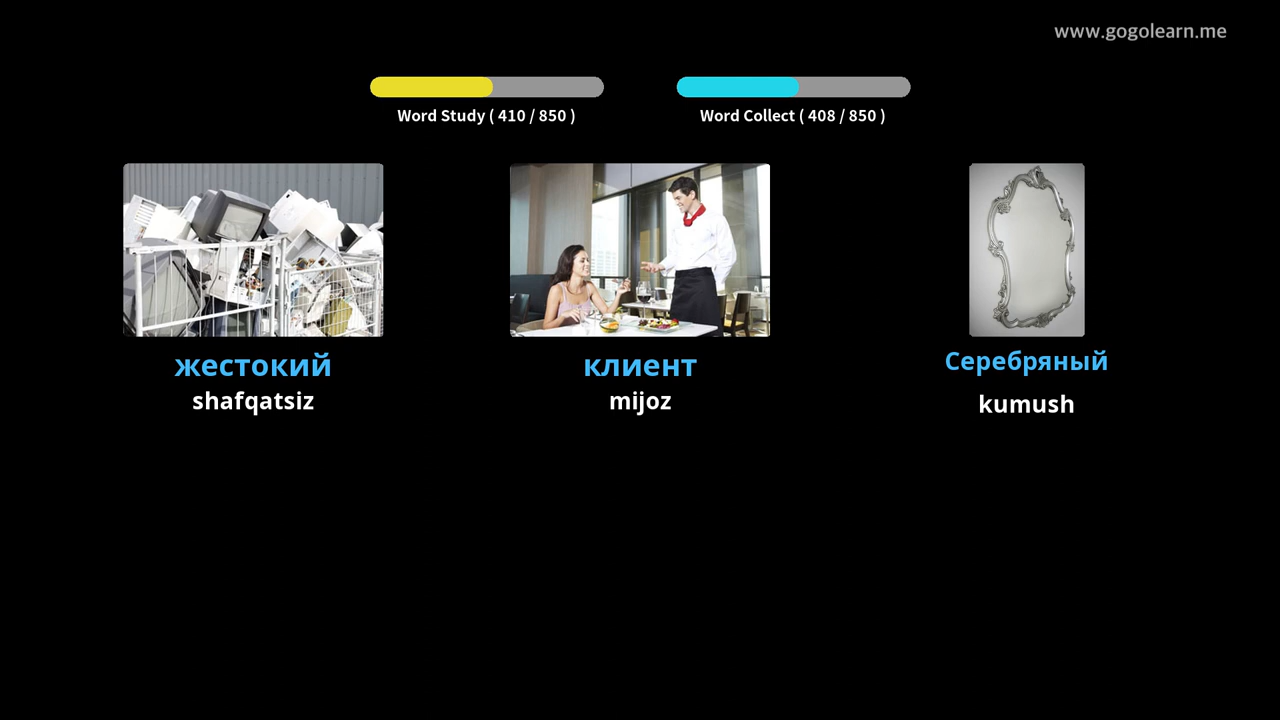 www.gogolearn.me
Word Study ( 410 / 850 )
Word Collect ( 408 / 850 )
жестокий
shafqatsiz
клиент
mijoz
Серебряный
kumush